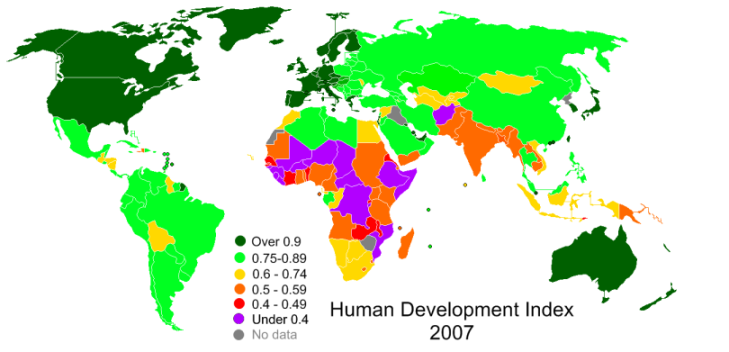 Over 0.9
0.75-0.89
0.6 - 0.74
0.5 - 0.59
0.4 - 0.49
Under 0.4
No data
Human Development Index
2007